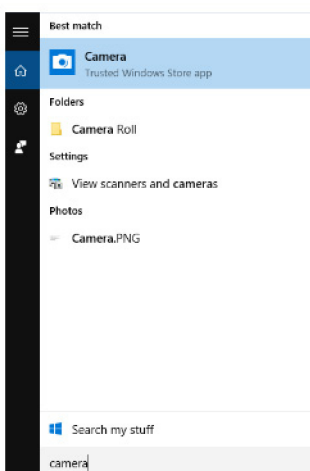 Best match
Camera
Trusted Windows Store app
Folders
Camera Roll
Settings
View scanners and cameras
Photos
Camera.PNG
Search my stuff
camera